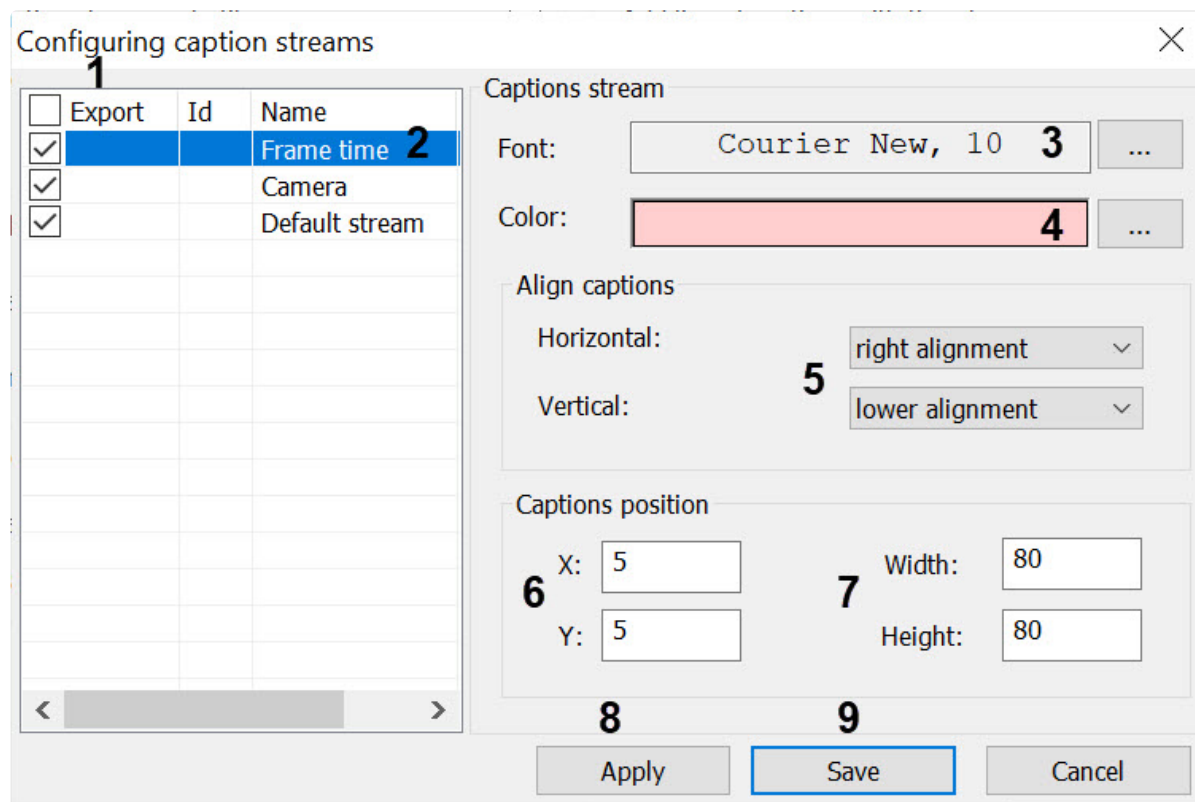 Configuring caption streams
1
Export Id Name
Frame time 2
Camera
Default stream
Captions stream
Font: Courier New, 10 3 ...
Color: 4 ...
Align captions
Horizontal: right alignment
5
Vertical: lower alignment
Captions position
X: 5 Width: 80
6 7
Y: 5 Height: 80
8 9
Apply Save Cancel